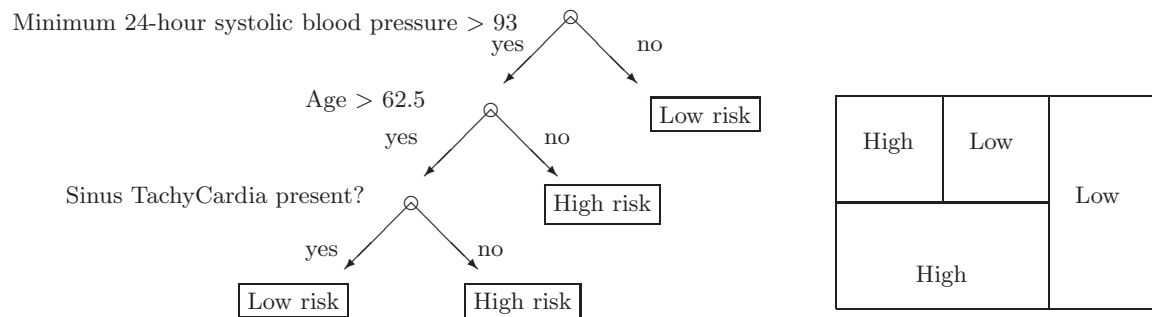 Minimum 24-hour systolic blood pressure > 93
yes
no
Age > 62.5
Low risk
yes
no
Sinus TachyCardia present?
High risk
yes
no
Low risk
High risk
High
Low
Low
High